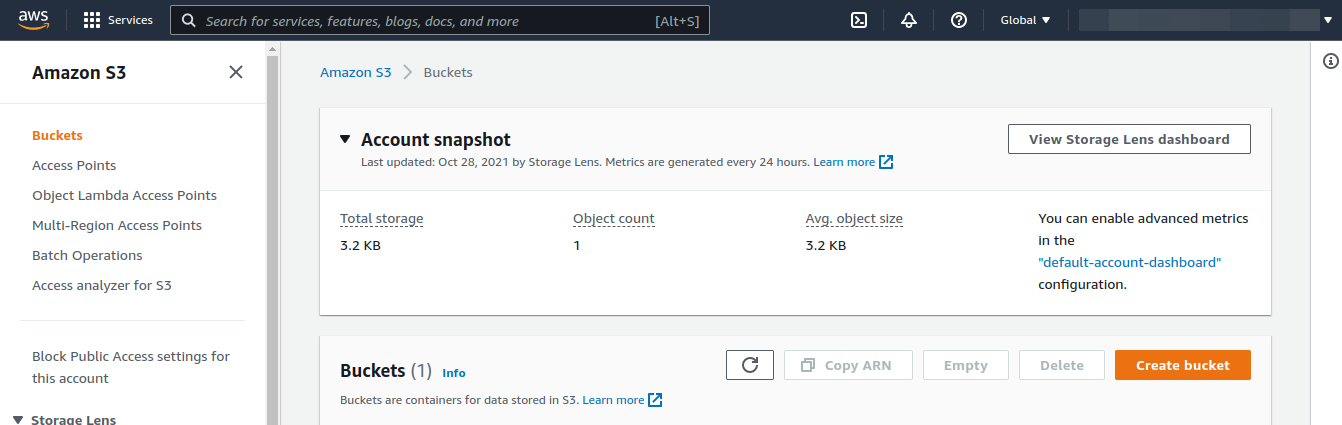 aws
Services
Search for services, features, blogs, docs, and more
[Alt+S]
Global
Amazon S3
Buckets
Access Points
Object Lambda Access Points
Multi-Region Access Points
Batch Operations
Access analyzer for S3
Block Public Access settings for
this account
Storage Lens
Amazon S3
Buckets
Account snapshot
Last updated: Oct 28, 2021 by Storage Lens. Metrics are generated every 24 hours. Learn more
View Storage Lens dashboard
Total storage
3.2 KB
Object count
1
Avg. object size
3.2 KB
You can enable advanced metrics
in the
"default-account-dashboard"
configuration.
Buckets (1) Info
Copy ARN
Empty
Delete
Create bucket
Buckets are containers for data stored in S3. Learn more